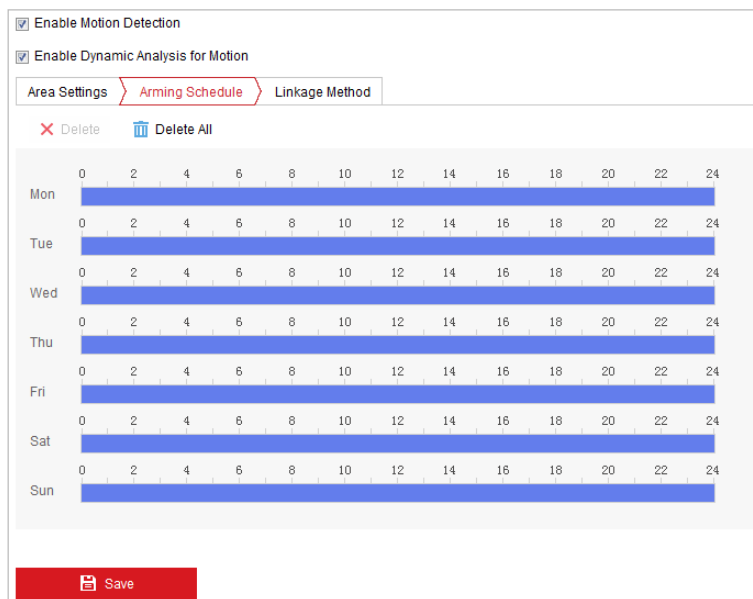 Enable Motion Detection
Enable Dynamic Analysis for Motion
Area Settings Arming Schedule Linkage Method
Delete Delete All
0 2 4 6 8 10 12 14 16 18 20 22 24
Mon
0 2 4 6 8 10 12 14 16 18 20 22 24
Tue
0 2 4 6 8 10 12 14 16 18 20 22 24
Wed
0 2 4 6 8 10 12 14 16 18 20 22 24
Thu
0 2 4 6 8 10 12 14 16 18 20 22 24
Fri
0 2 4 6 8 10 12 14 16 18 20 22 24
Sat
0 2 4 6 8 10 12 14 16 18 20 22 24
Sun
Save